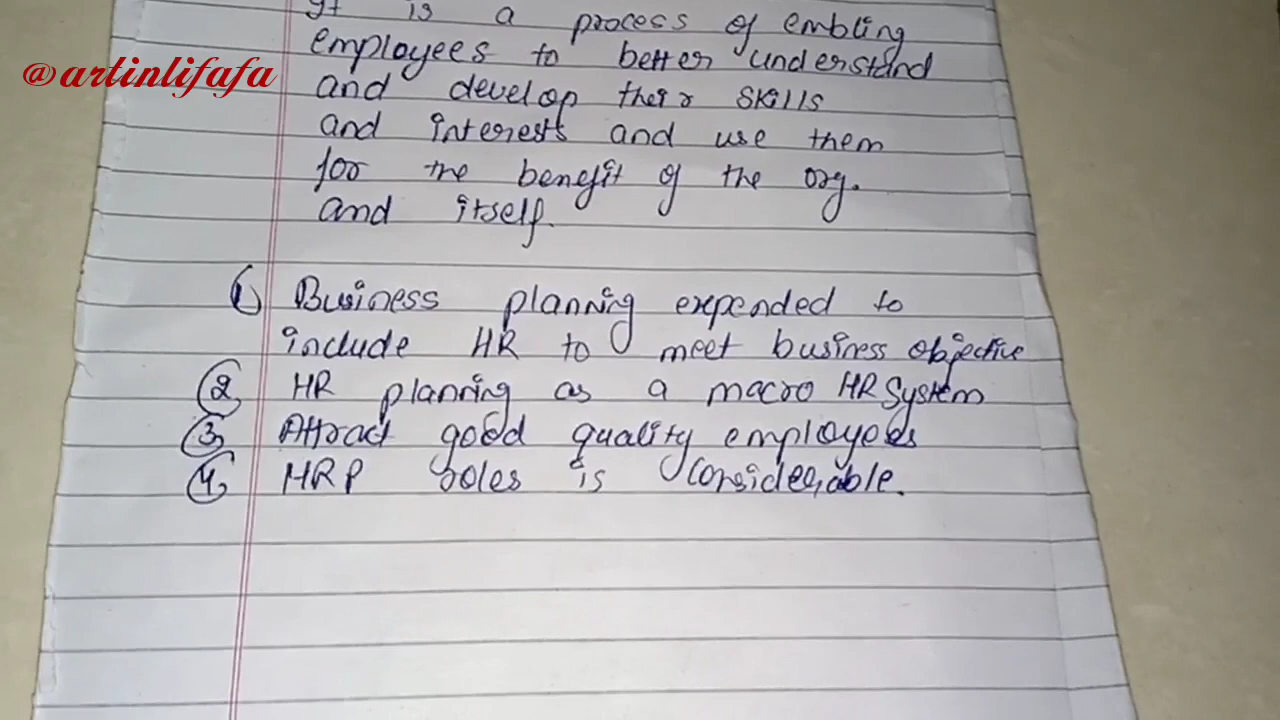 It is a process of embling
employees to better understand
@artinlifafa
and develop their skills
and interests and use them
for the benefit of the org.
and itself.
1) Business planning expended to
include HR to meet business objective
2) HR planning as a macro HR System
3) Attract good quality employees
4) HRP roles is considerable.